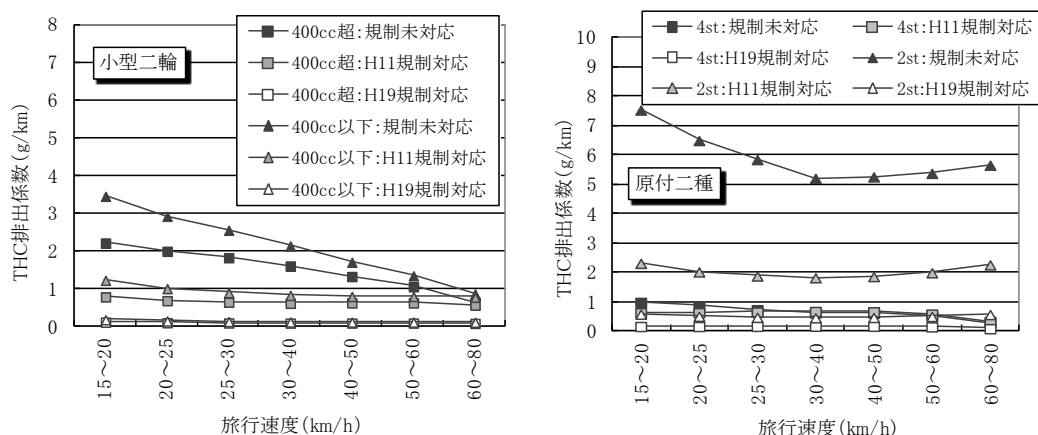 8
7
6
5
4
3
2
1
0
THC排出係数(g/km)
小型二輪
400cc超:規制未対応
400cc超:H11規制対応
400cc超:H19規制対応
400cc以下:規制未対応
400cc以下:H11規制対応
400cc以下:H19規制対応
15～20
20～25
25～30
30～40
40～50
50～60
60～80
旅行速度(km/h)
4st:規制未対応 4st:H11規制対応
4st:H19規制対応 2st:規制未対応
2st:H11規制対応 2st:H19規制対応
10
9
8
7
6
5
4
3
2
1
0
THC排出係数(g/km)
原付二種
15～20
20～25
25～30
30～40
40～50
50～60
60～80
旅行速度(km/h)